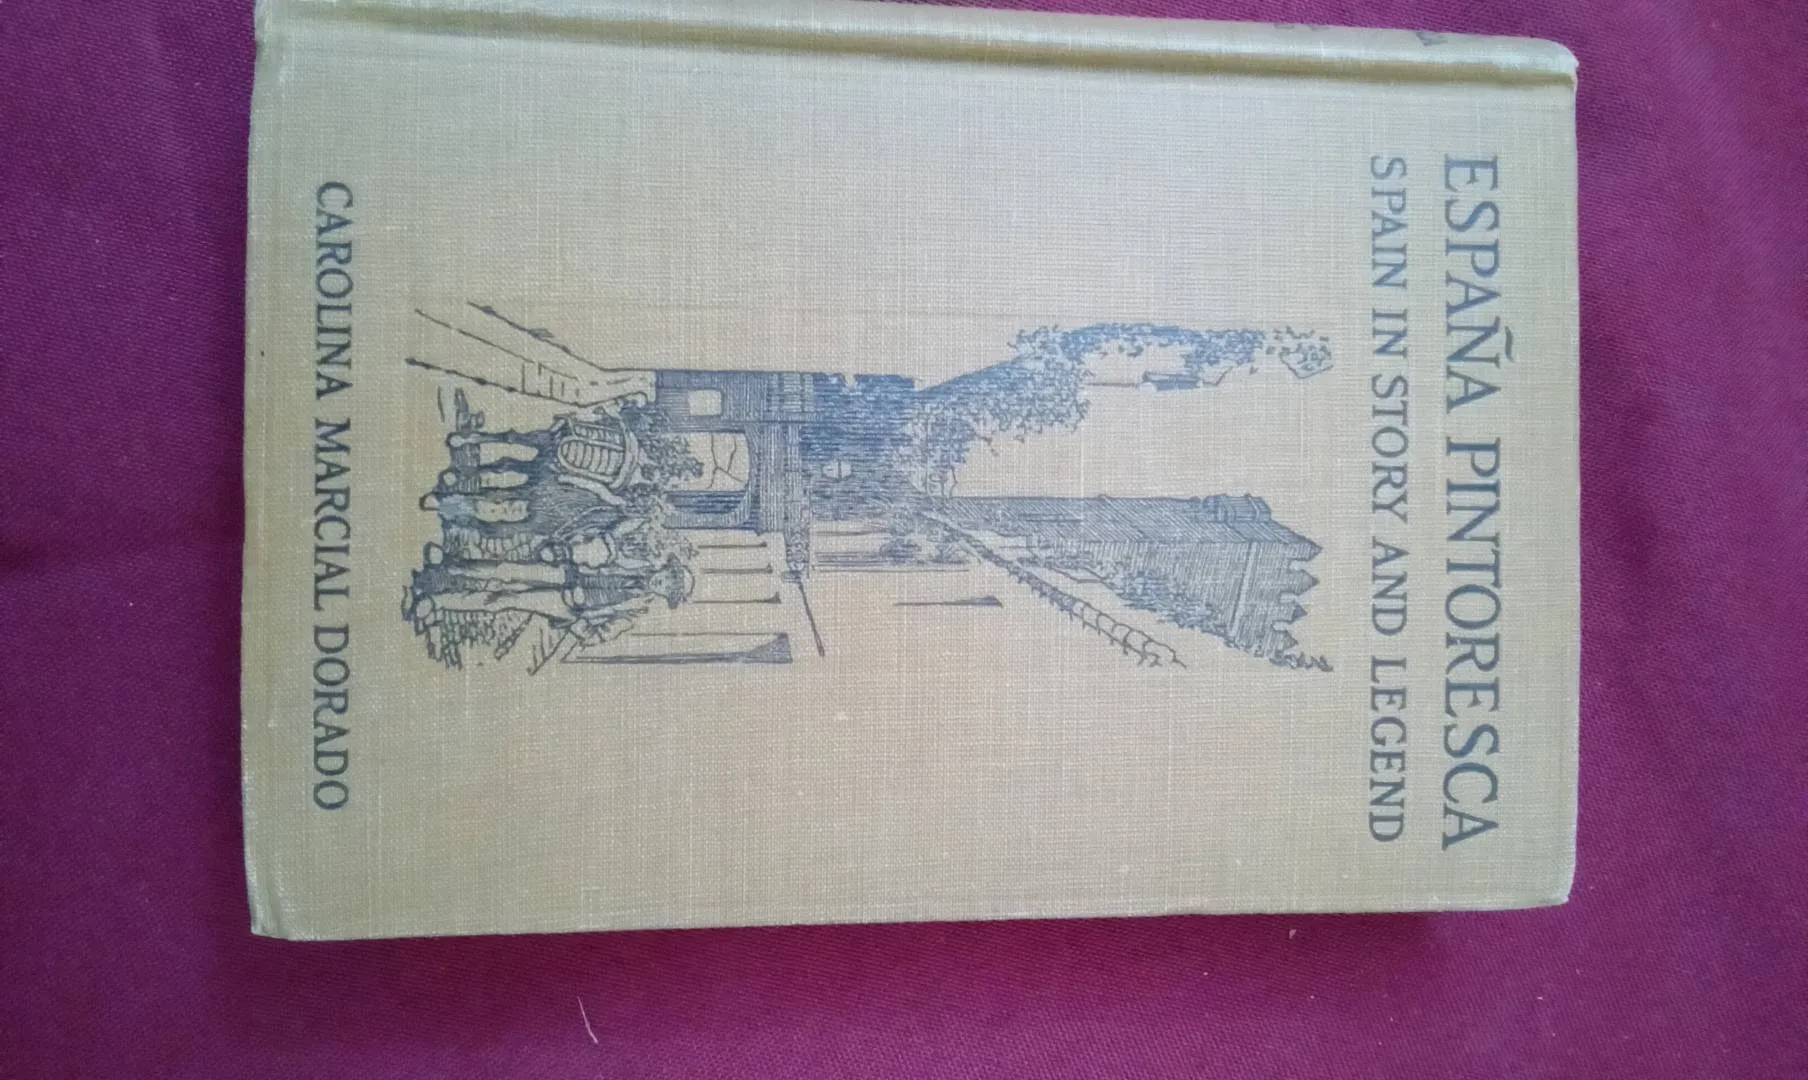 ESPAÑA PINTORESCA
SPAIN IN STORY AND LEGEND
CAROLINA MARCIAL DORADO